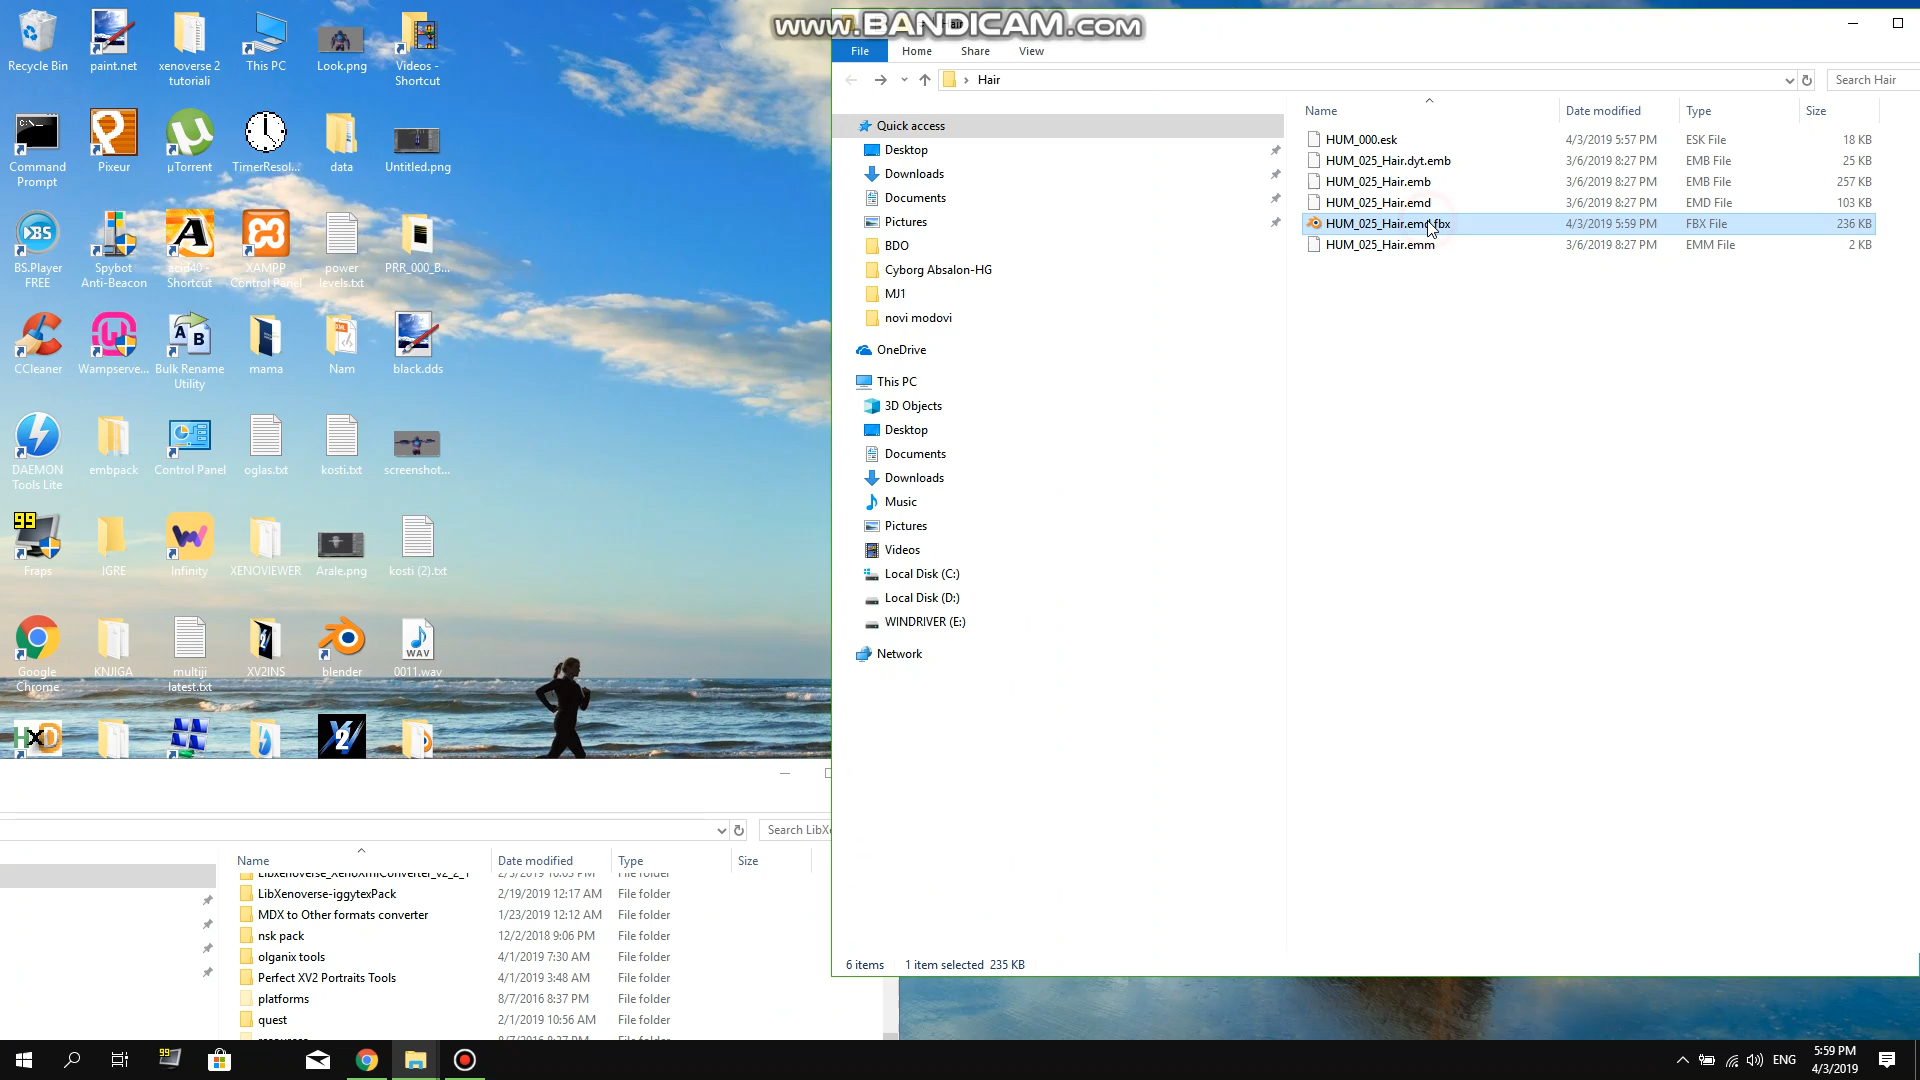 www.BANDICAM.com
File Home Share View
Hair
Search Hair
Name Date modified Type Size
HUM_000.esk 4/3/2019 5:57 PM ESK File 18 KB
HUM_025_Hair.dyt.emb 3/6/2019 8:27 PM EMB File 25 KB
HUM_025_Hair.emb 3/6/2019 8:27 PM EMB File 257 KB
HUM_025_Hair.emd 3/6/2019 8:27 PM EMD File 103 KB
HUM_025_Hair.emd.fbx 4/3/2019 5:59 PM FBX File 236 KB
HUM_025_Hair.emm 3/6/2019 8:27 PM EMM File 2 KB
Quick access
Desktop
Downloads
Documents
Pictures
BDO
Cyborg Absalon-HG
MJ1
novi modovi
OneDrive
This PC
3D Objects
Desktop
Documents
Downloads
Music
Pictures
Videos
Local Disk (C:)
Local Disk (D:)
WINDRIVER (E:)
Network
6 items 1 item selected 235 KB
Recycle Bin paint.net xenoverse 2 This PC Look.png Videos -
tutoriali Shortcut
Command Pixeur µTorrent TimerResol... data Untitled.png
Prompt
BS.Player Spybot acid40 - XAMPP power PRR_000_B...
FREE Anti-Beacon Shortcut Control Panel levels.txt
CCleaner Wampserve... Bulk Rename mama Nam black.dds
Utility
DAEMON embpack Control Panel oglas.txt kosti.txt screenshot...
Tools Lite
99
Fraps IGRE Infinity XENOVIEWER Arale.png kosti (2).txt
WAV
Google KNJIGA multiji XV2INS blender 0011.wav
Chrome latest.txt
HxD
Name Date modified Type Size
LibXenoverse_XenoXmlConverter_v2_2_1 File folder
LibXenoverse-iggytexPack 2/19/2019 12:17 AM File folder
MDX to Other formats converter 1/23/2019 12:12 AM File folder
nsk pack 12/2/2018 9:06 PM File folder
olganix tools 4/1/2019 7:30 AM File folder
Perfect XV2 Portraits Tools 4/1/2019 3:48 AM File folder
platforms 8/7/2016 8:37 PM File folder
quest 2/1/2019 10:56 AM File folder
99
ENG
5:59 PM
4/3/2019